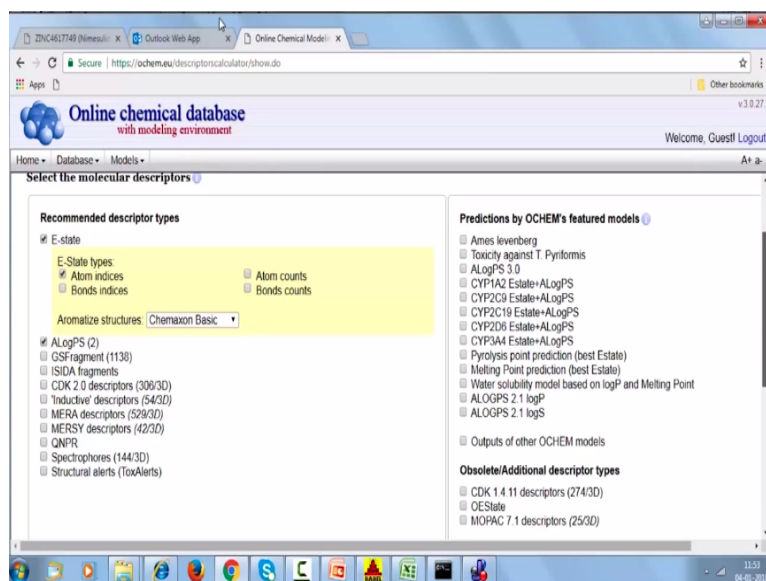 ZINC4617749 (Nimesulic
Outlook Web App
Online Chemical Modeli
Secure | https://ochem.eu/descriptorscalculator/show.do
Apps
Other bookmarks
v.3.0.27
Online chemical database
with modeling environment
Welcome, Guest! Logout
Home Database Models
A+ a-
Select the molecular descriptors
Recommended descriptor types
E-state
E-State types:
Atom indices
Atom counts
Bonds indices
Bonds counts
Aromatize structures: Chemaxon Basic
ALogPS (2)
GSFragment (1138)
ISIDA fragments
CDK 2.0 descriptors (306/3D)
'Inductive' descriptors (54/3D)
MERA descriptors (529/3D)
MERSY descriptors (42/3D)
QNPR
Spectrophores (144/3D)
Structural alerts (ToxAlerts)
Predictions by OCHEM's featured models
Ames levenberg
Toxicity against T. Pyriformis
ALogPS 3.0
CYP1A2 Estate+ALogPS
CYP2C9 Estate+ALogPS
CYP2C19 Estate+ALogPS
CYP2D6 Estate+ALogPS
CYP3A4 Estate+ALogPS
Pyrolysis point prediction (best Estate)
Melting Point prediction (best Estate)
Water solubility model based on logP and Melting Point
ALOGPS 2.1 logP
ALOGPS 2.1 logS
Outputs of other OCHEM models
Obsolete/Additional descriptor types
CDK 1.4.11 descriptors (274/3D)
OEState
MOPAC 7.1 descriptors (25/3D)
11:53